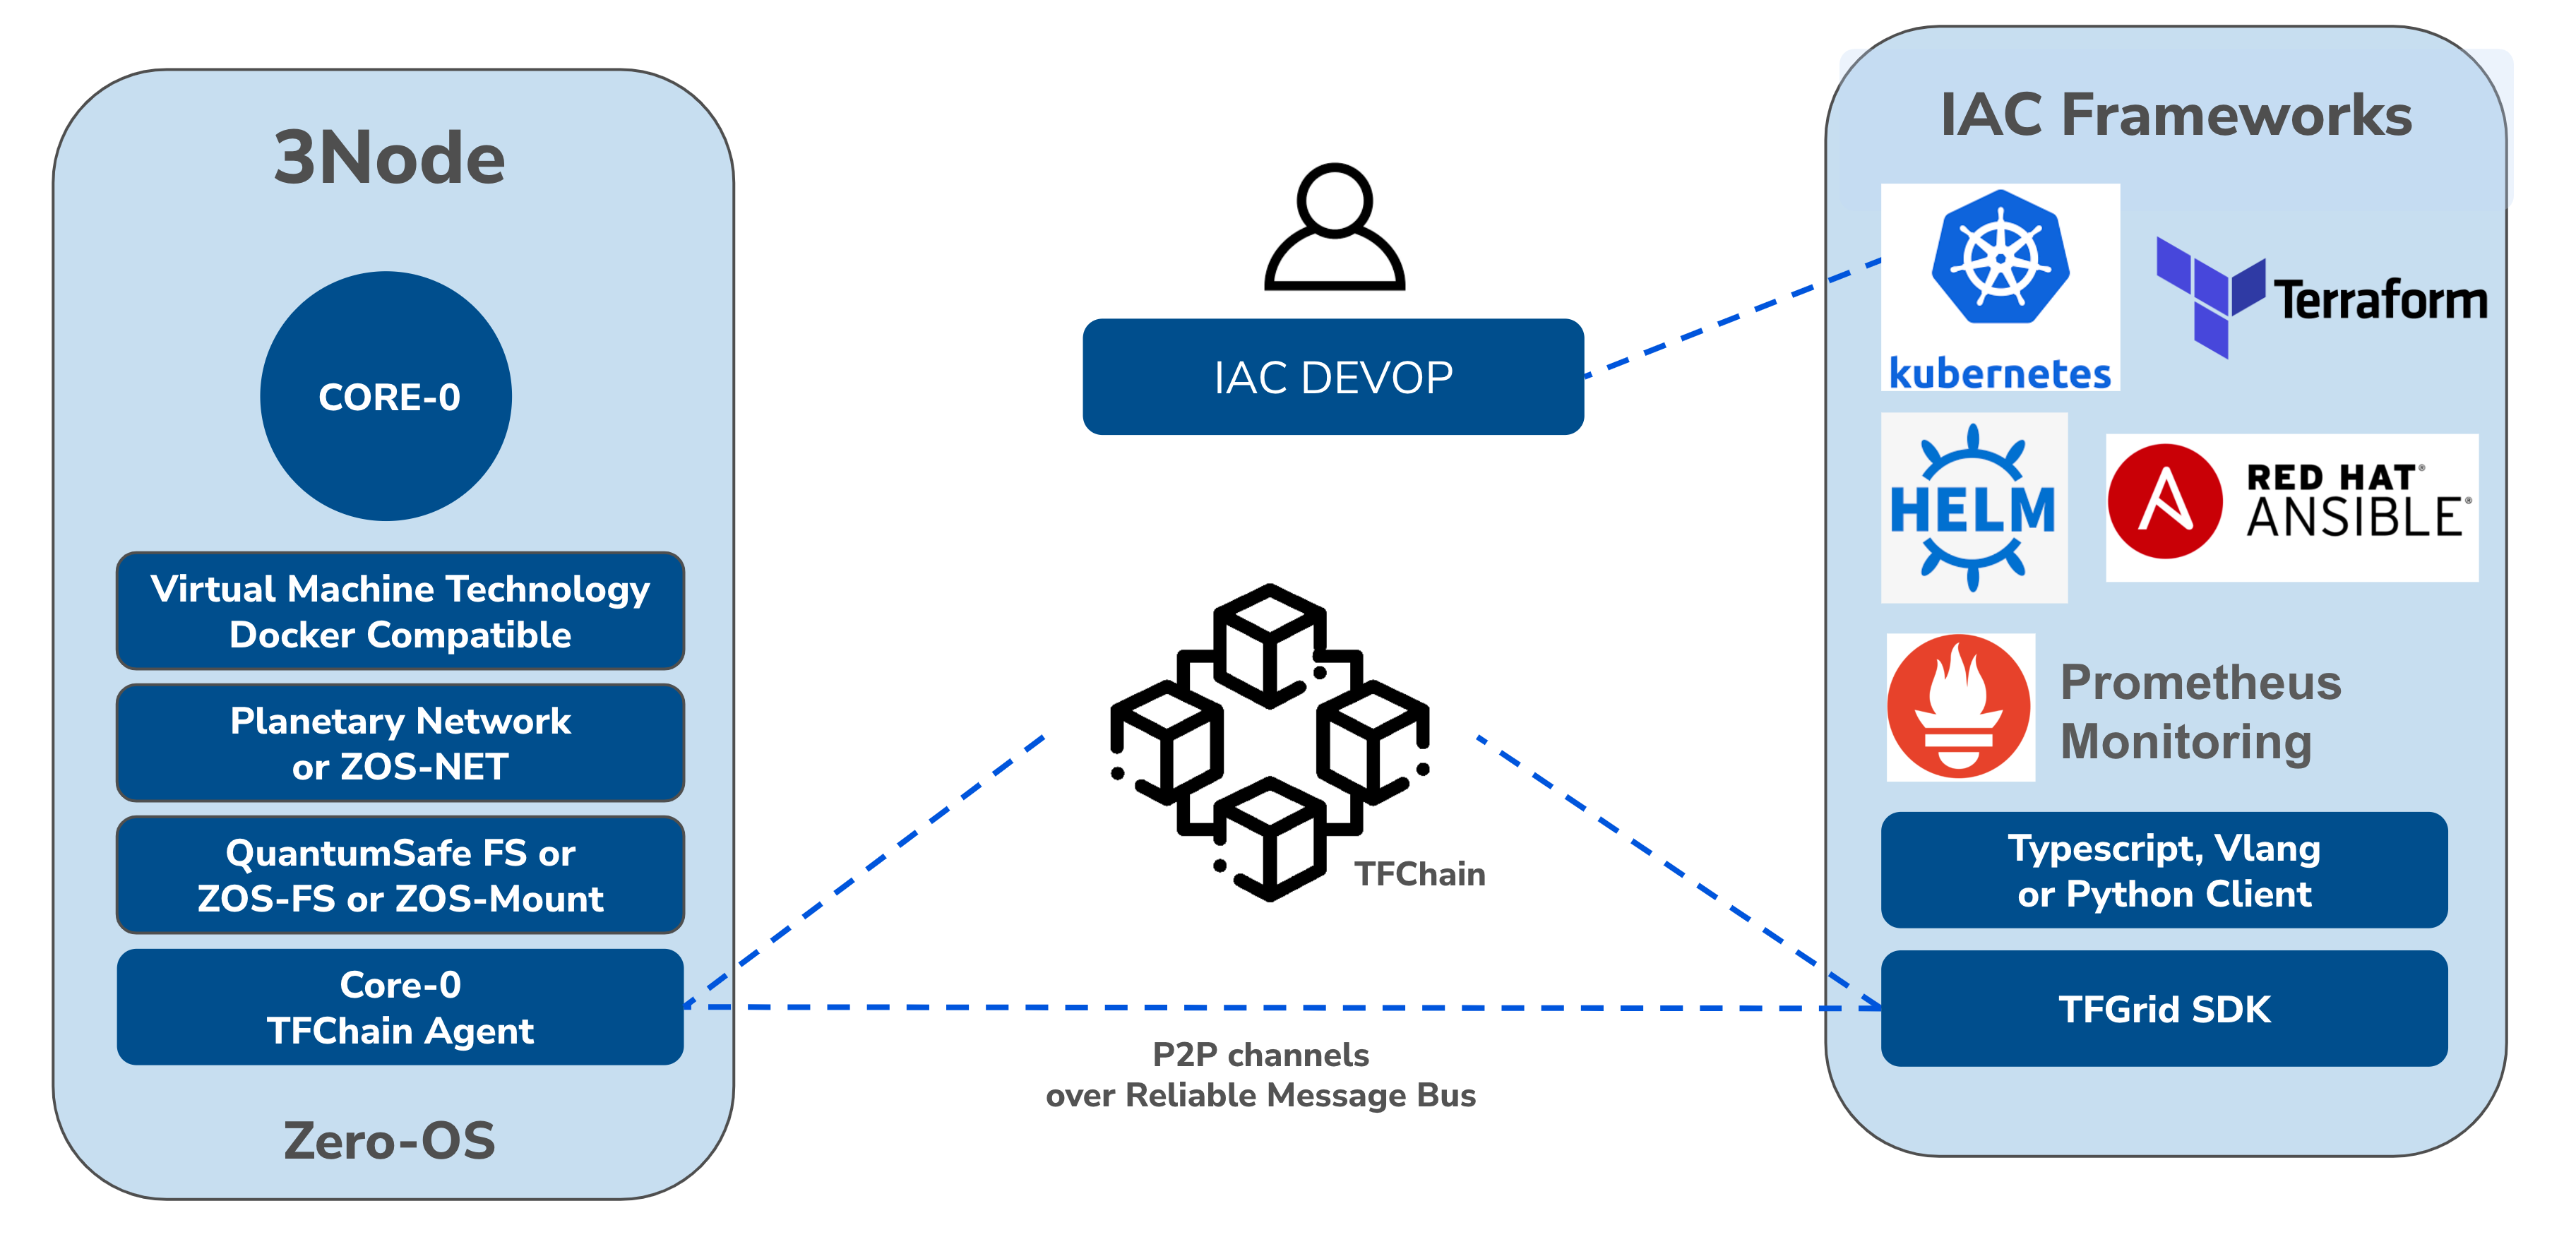 3Node
CORE-0
Virtual Machine Technology
Docker Compatible
Planetary Network
or ZOS-NET
QuantumSafe FS or
ZOS-FS or ZOS-Mount
Core-0
TFChain Agent
Zero-OS
IAC DEVOP
TFChain
P2P channels
over Reliable Message Bus
IAC Frameworks
kubernetes
Terraform
HELM
RED HAT®
ANSIBLE®
Prometheus
Monitoring
Typescript, Vlang
or Python Client
TFGrid SDK